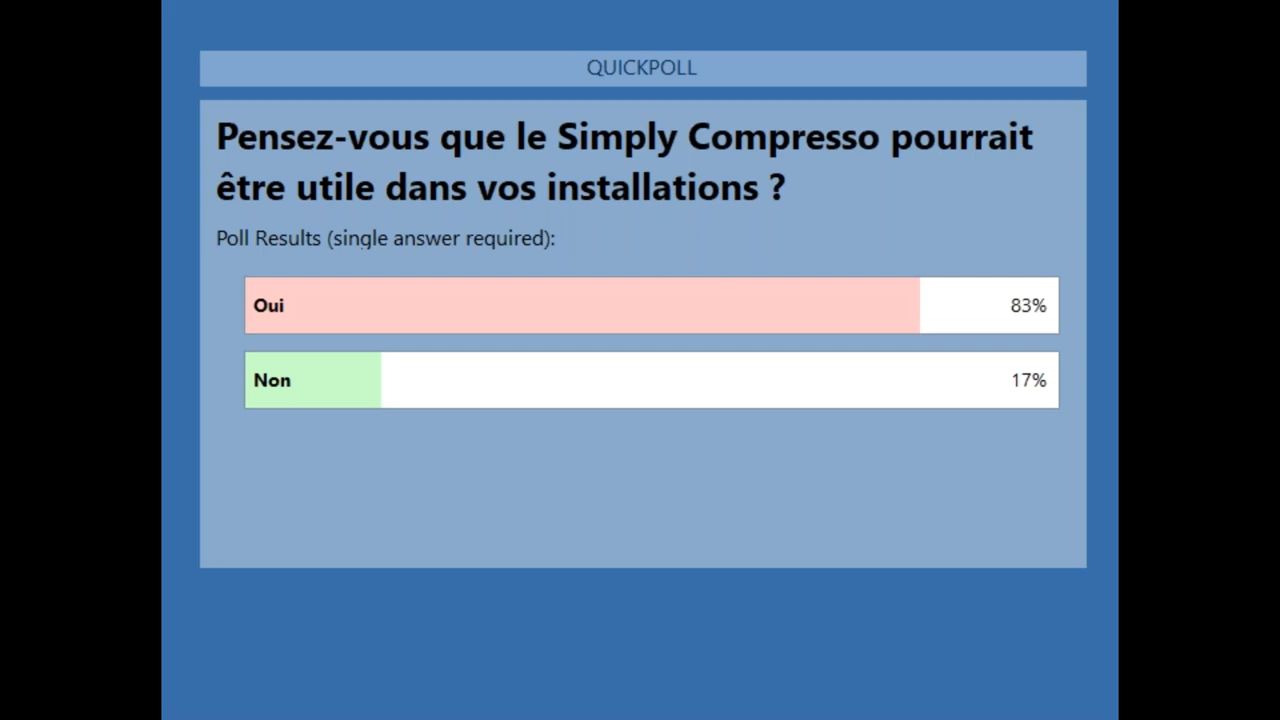 QUICKPOLL
Pensez-vous que le Simply Compresso pourrait
être utile dans vos installations ?
Poll Results (single answer required):
Oui 83%
Non 17%